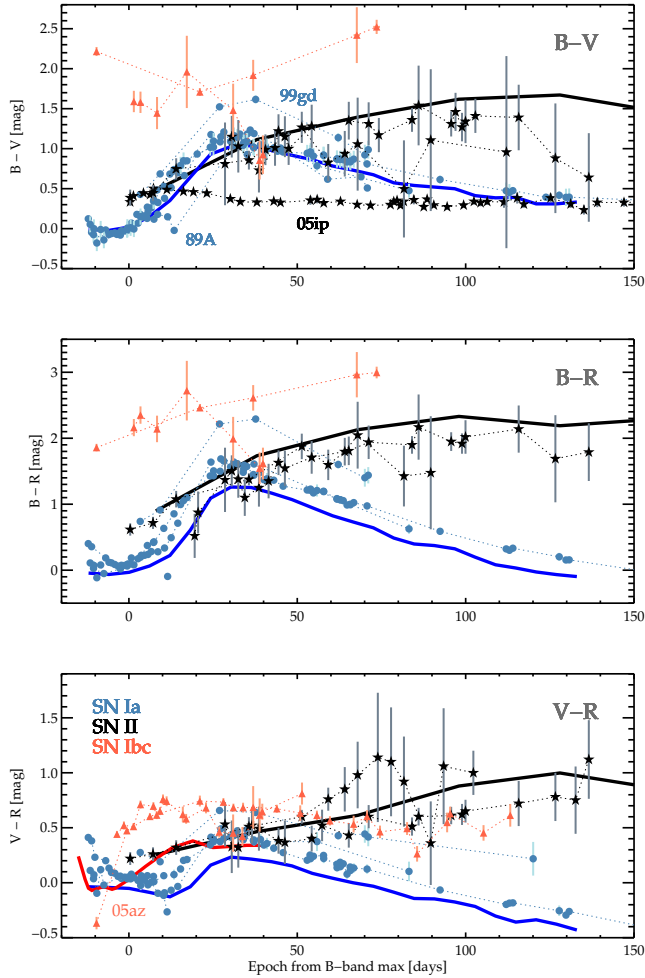 B−V
99gd
89A
05ip
B − V [mag]
2.5
2.0
1.5
1.0
0.5
0.0
−0.5
0 50 100 150
B−R
B − R [mag]
3
2
1
0
0 50 100 150
SN Ia
SN II
SN Ibc
V−R
05az
V − R [mag]
1.5
1.0
0.5
0.0
−0.5
0 50 100 150
Epoch from B−band max [days]